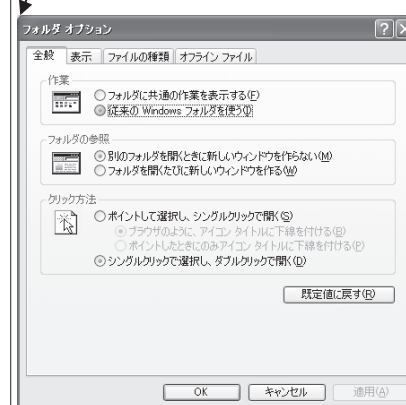 フォルダ オプション
全般 表示 ファイルの種類 オフライン ファイル
作業
フォルダに共通の作業を表示する(F)
従来の Windows フォルダを使う(I)
フォルダの参照
別のフォルダを開くときに新しいウィンドウを作らない(M)
フォルダを開くたびに新しいウィンドウを作る(W)
クリック方法
ポイントして選択し、シングルクリックで開く(S)
ブラウザのように、アイコン タイトルに下線を付ける(B)
ポイントしたときにのみアイコン タイトルに下線を付ける(P)
シングルクリックで選択し、ダブルクリックで開く(D)
既定値に戻す(R)
OK キャンセル 適用(A)